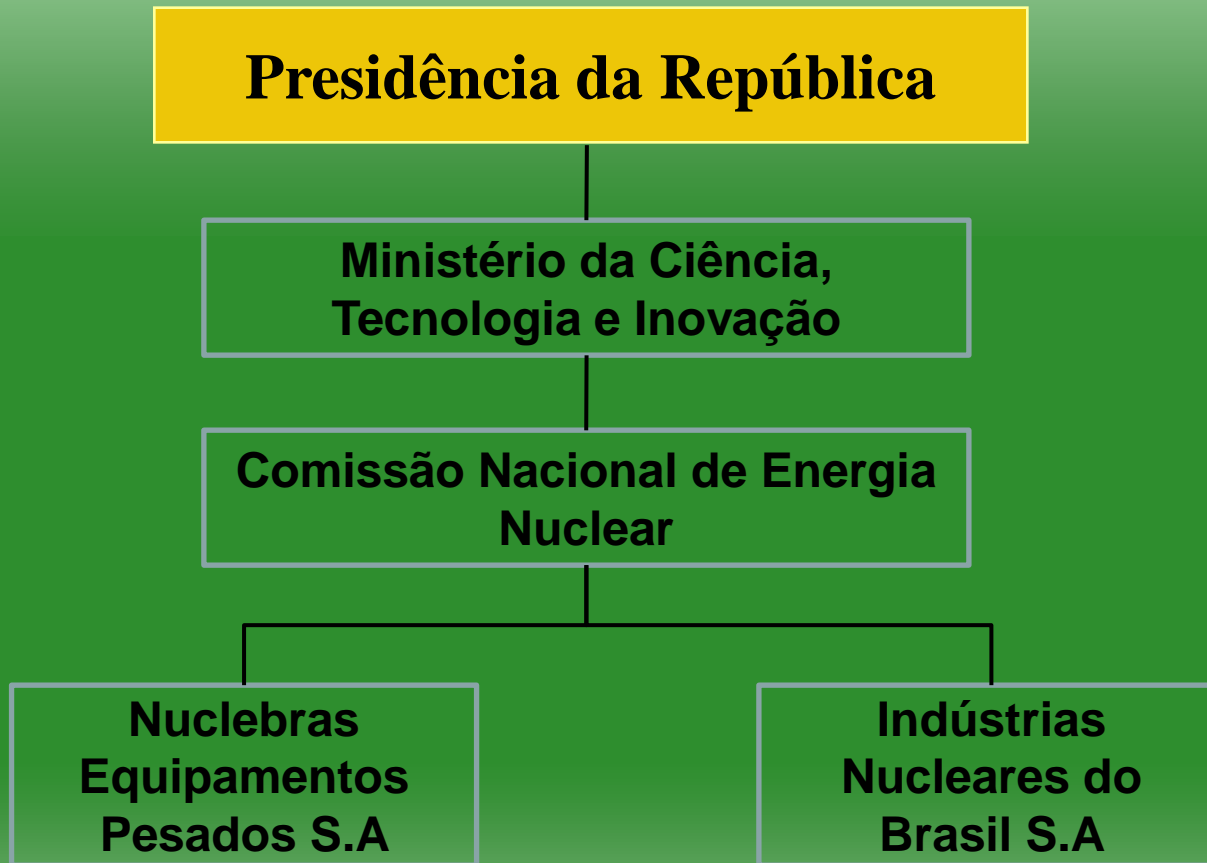 Presidência da República
Ministério da Ciência,
Tecnologia e Inovação
Comissão Nacional de Energia
Nuclear
Nuclebras
Equipamentos
Pesados S.A
Indústrias
Nucleares do
Brasil S.A